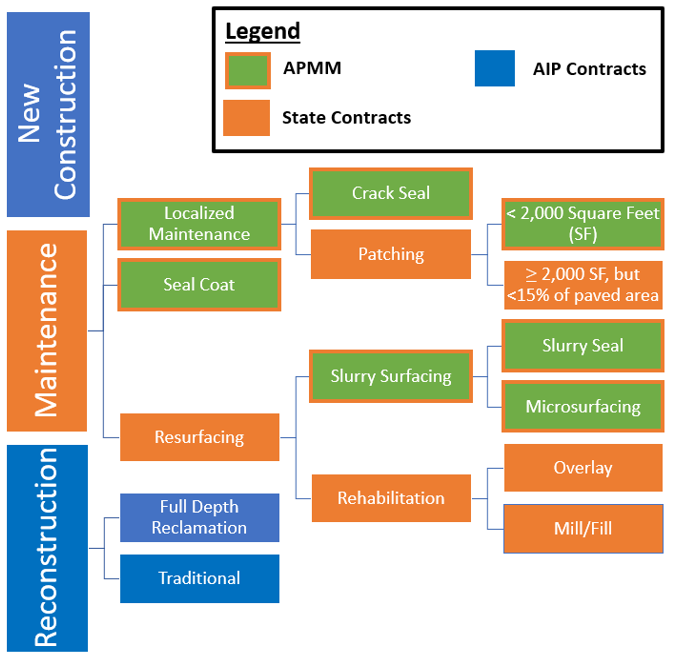 Legend
APMM
AIP Contracts
State Contracts
New
Construction
Maintenance
Reconstruction
Localized
Maintenance
Crack Seal
Patching
< 2,000 Square Feet
(SF)
≥ 2,000 SF, but
<15% of paved area
Seal Coat
Resurfacing
Slurry Surfacing
Slurry Seal
Microsurfacing
Rehabilitation
Overlay
Mill/Fill
Full Depth
Reclamation
Traditional